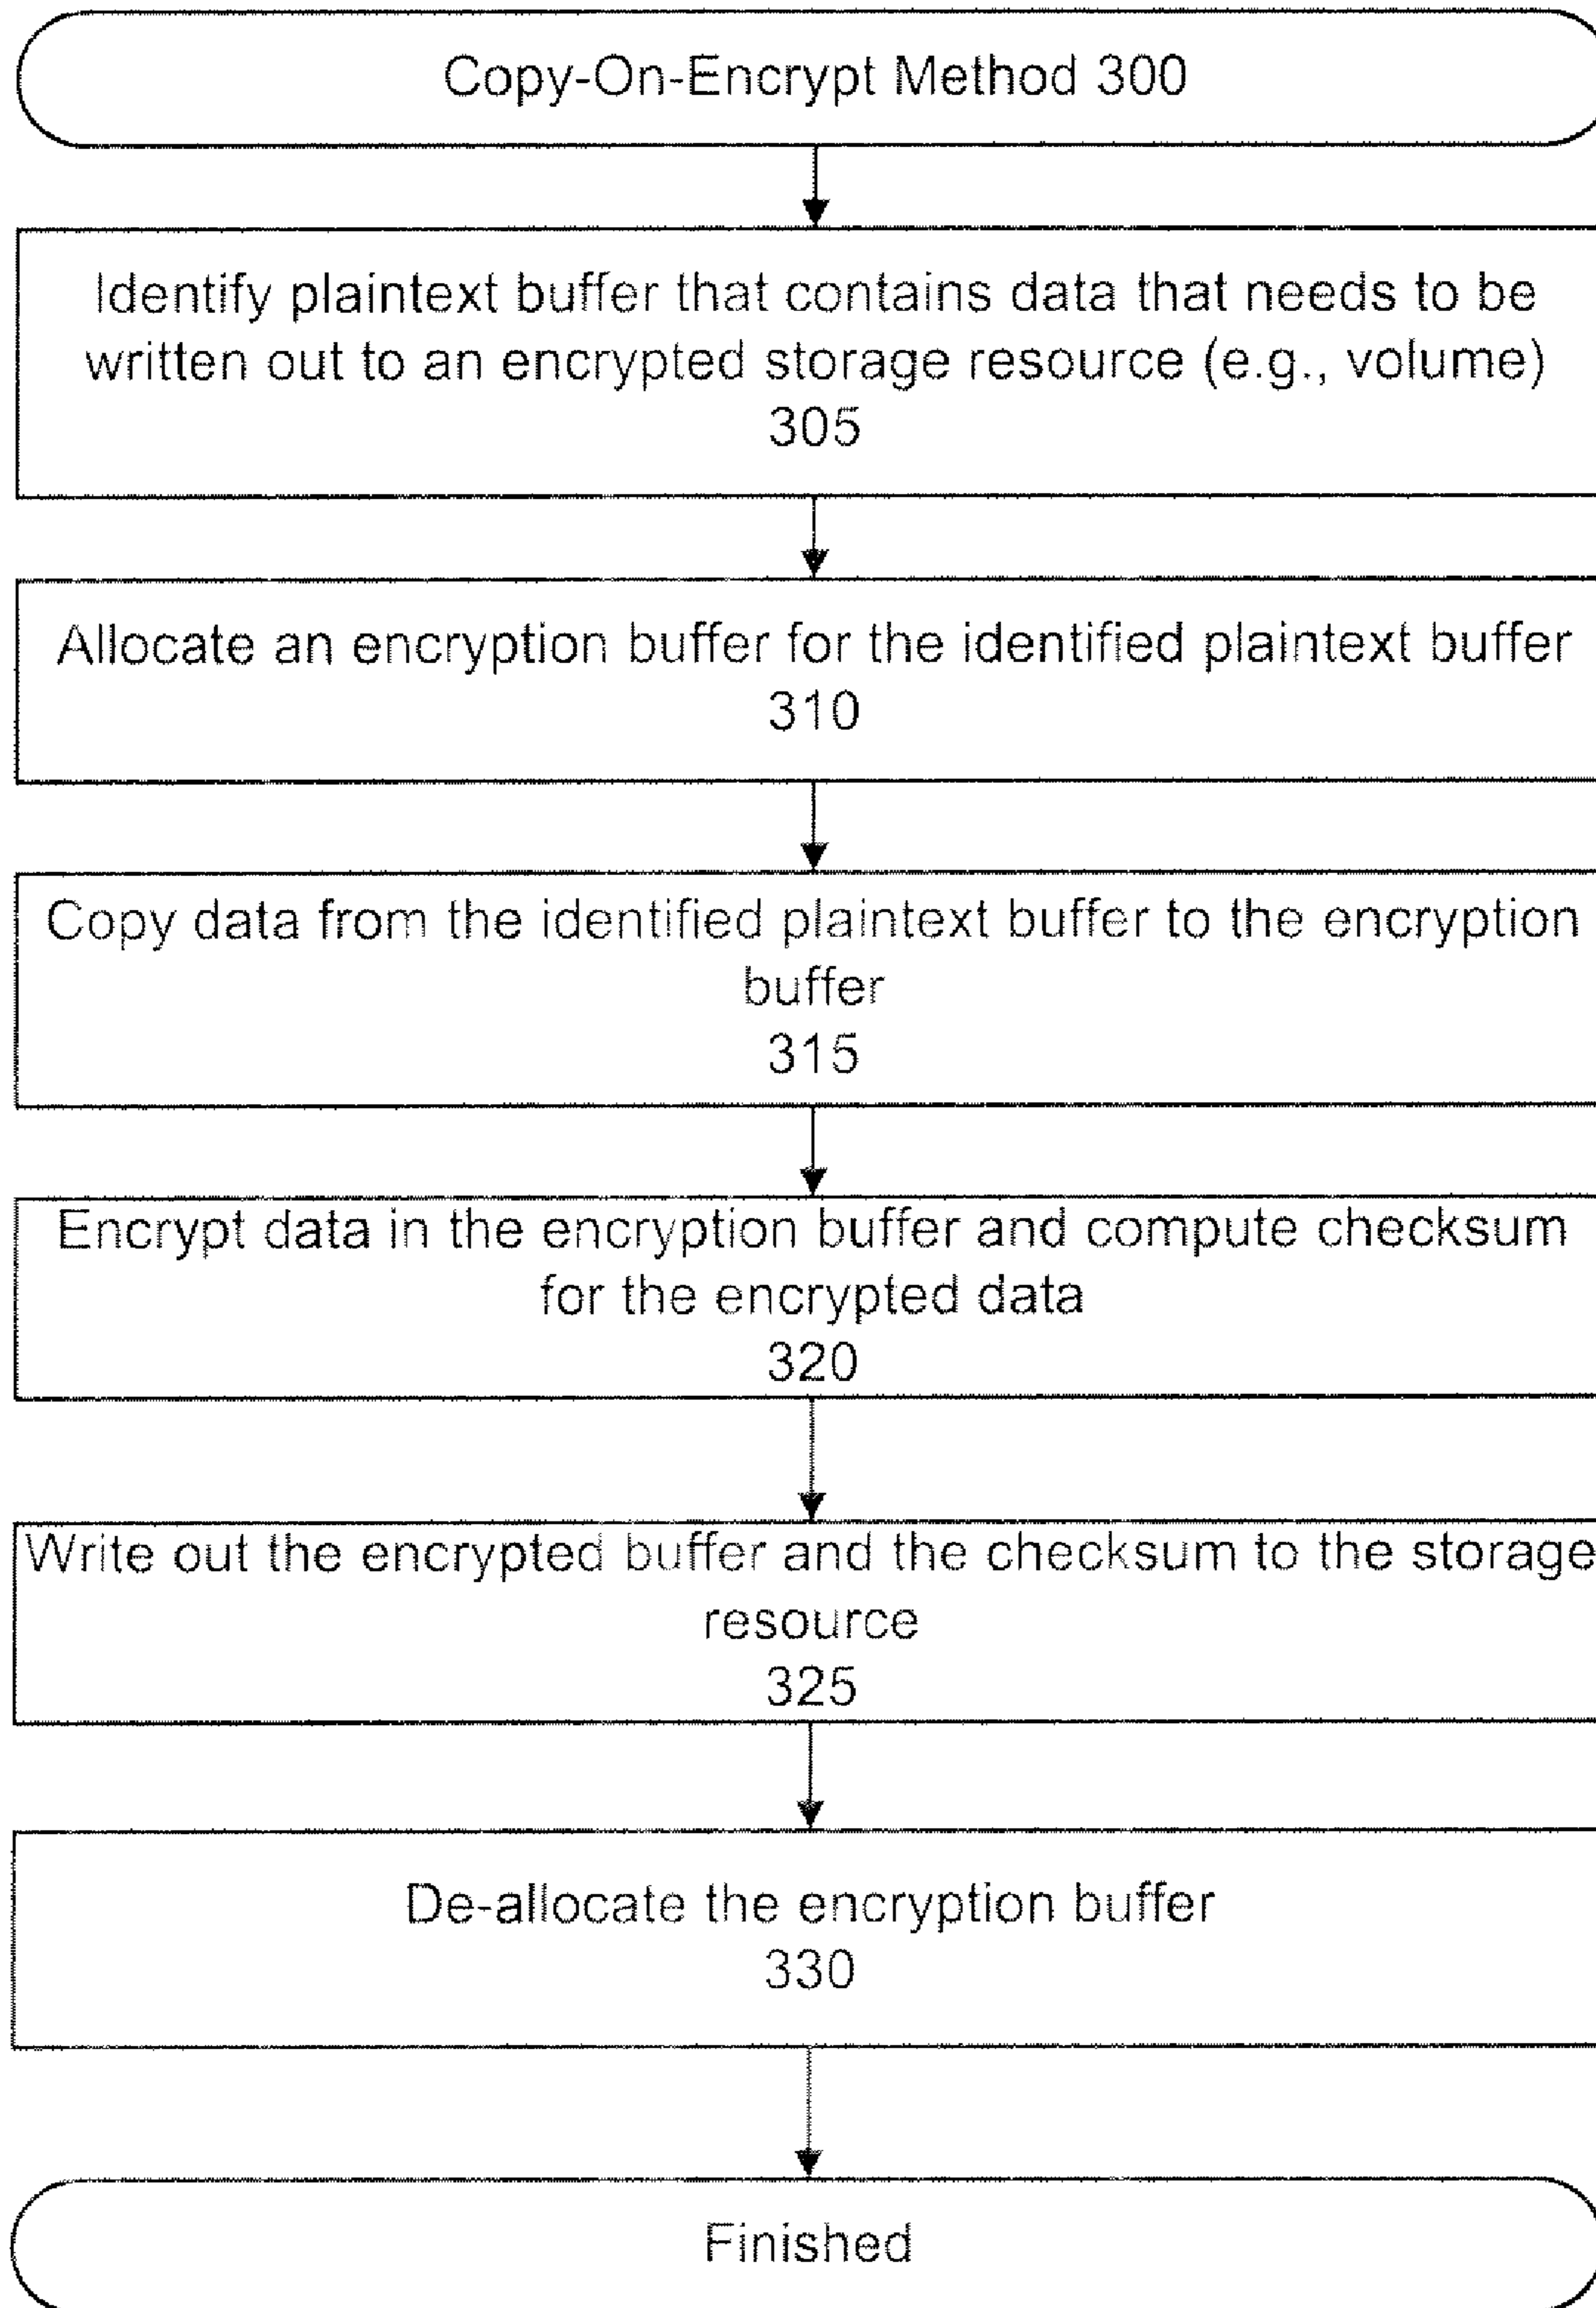 Copy-On-Encrypt Method 300
Identify plaintext buffer that contains data that needs to be
written out to an encrypted storage resource (e.g., volume)
305
Allocate an encryption buffer for the identified plaintext buffer
310
Copy data from the identified plaintext buffer to the encryption
buffer
315
Encrypt data in the encryption buffer and compute checksum
for the encrypted data
320
Write out the encrypted buffer and the checksum to the storage
resource
325
De-allocate the encryption buffer
330
Finished